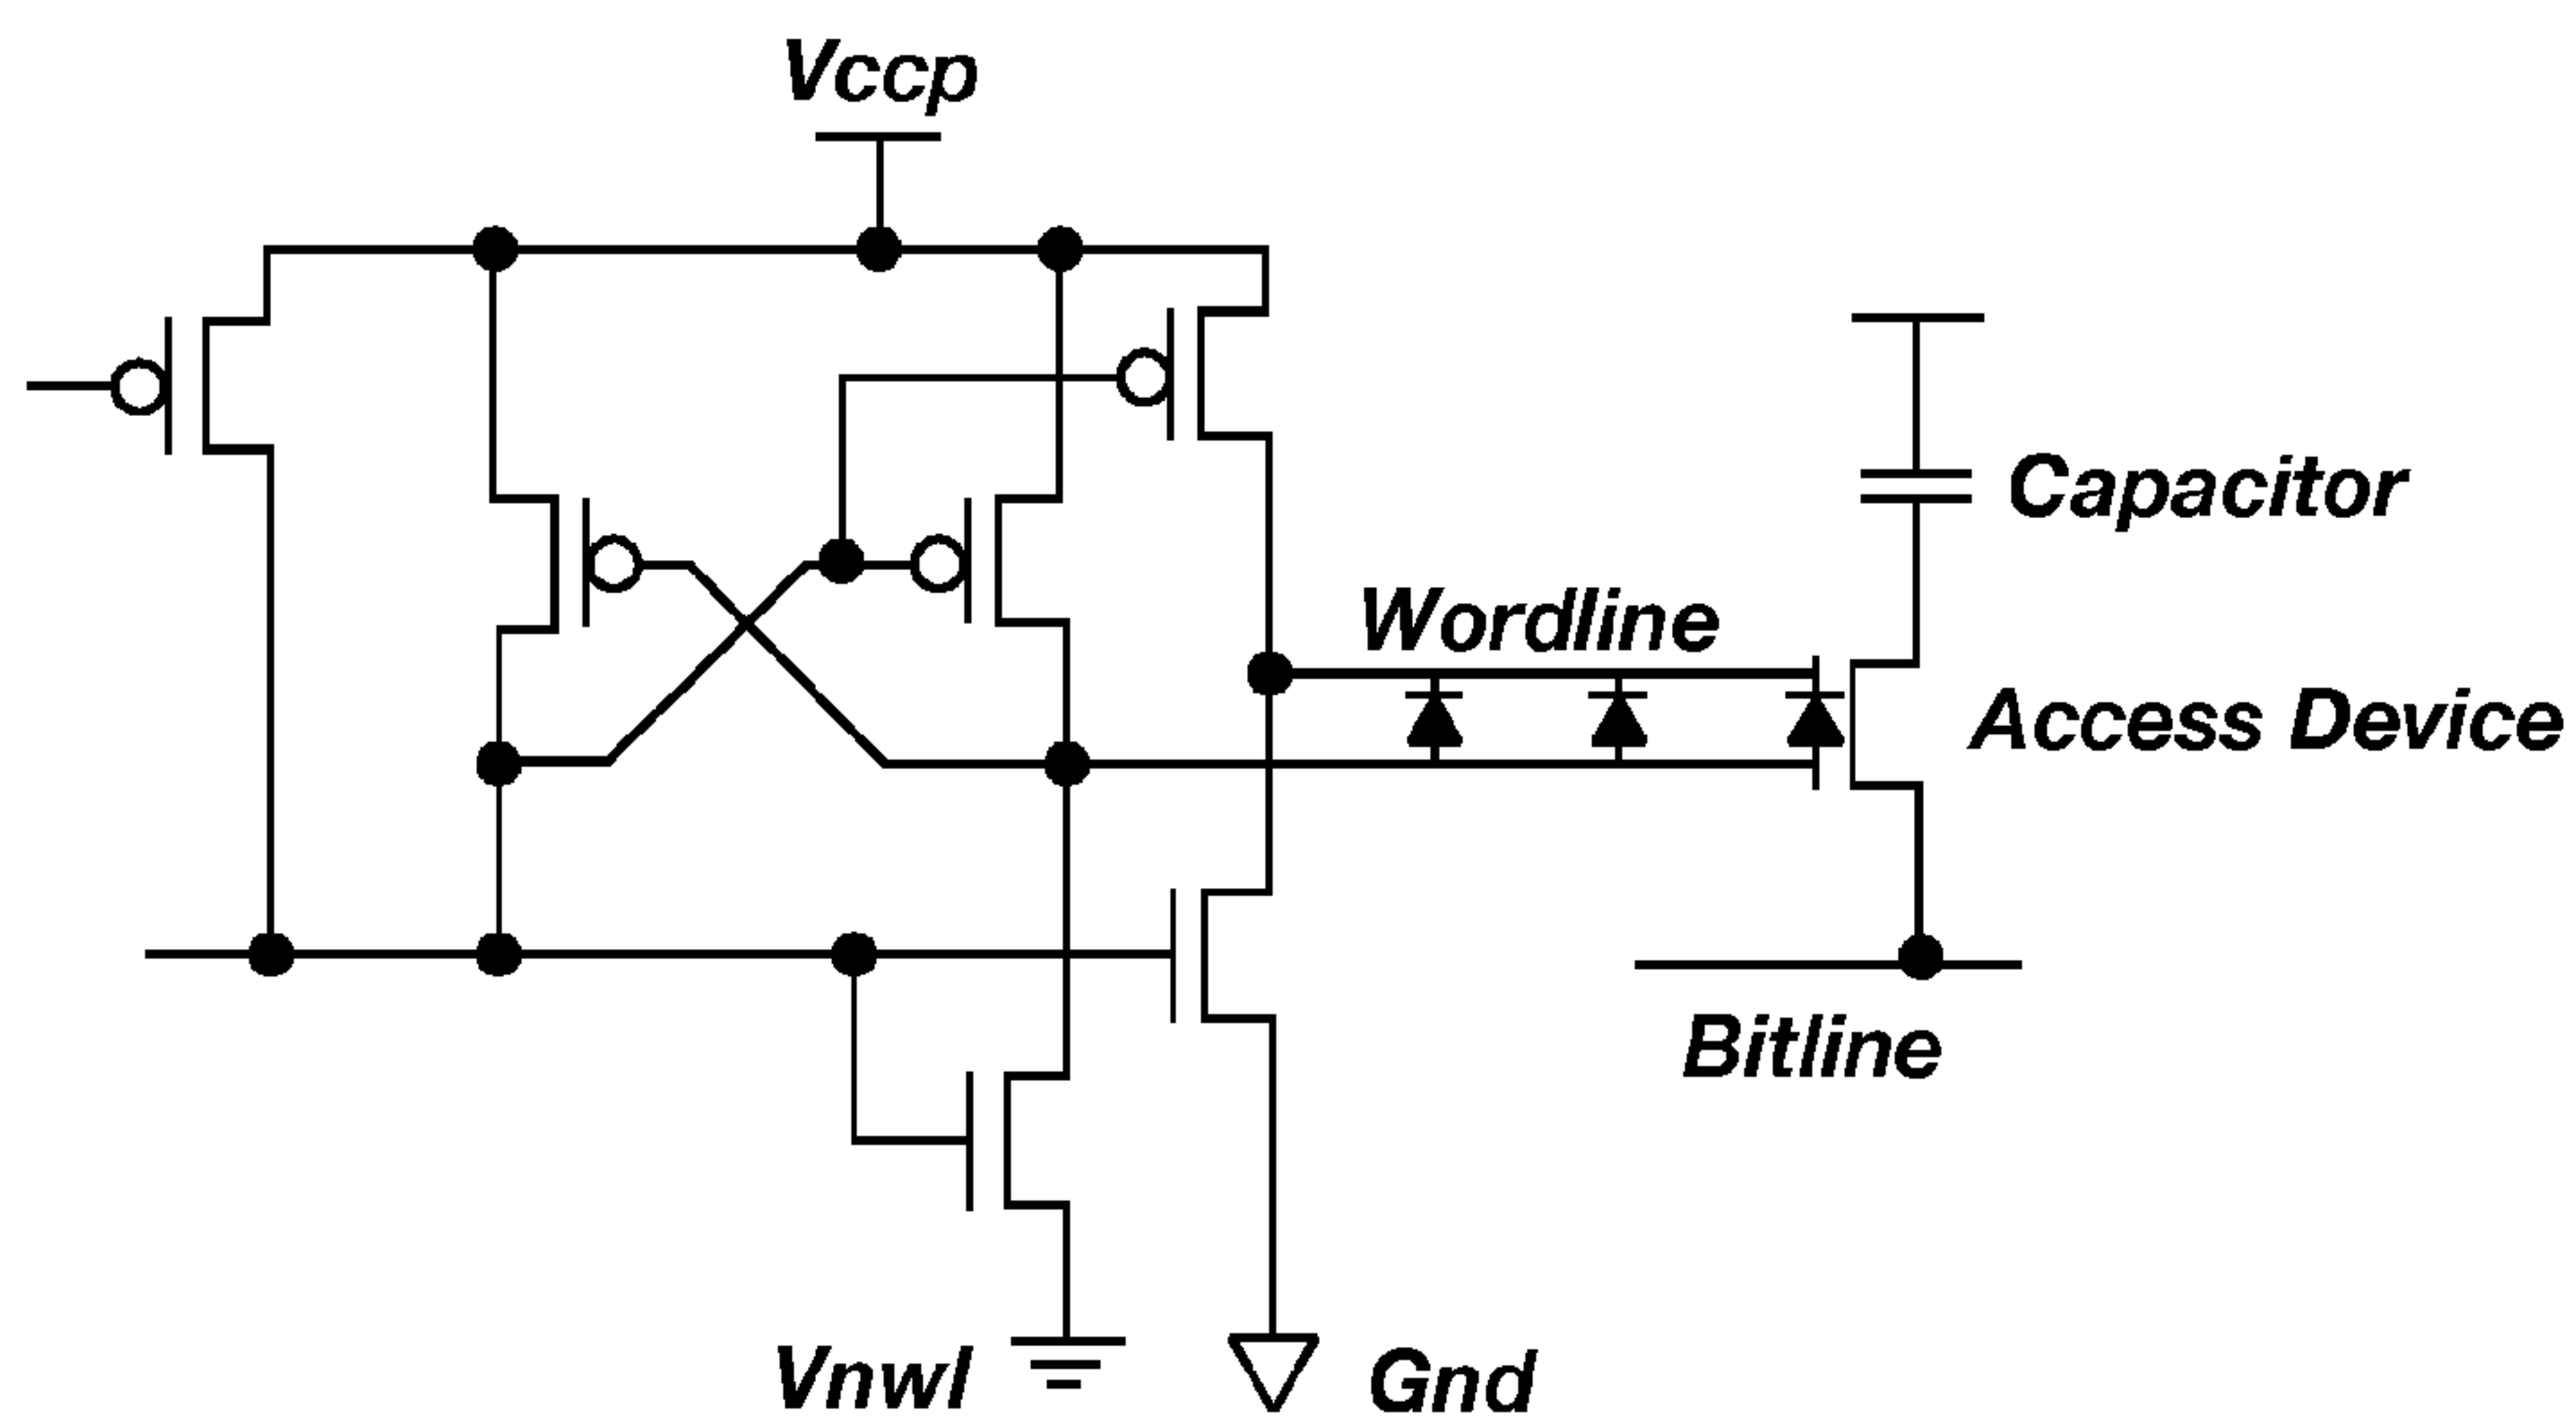 Vccp
Capacitor
Wordline
Access Device
Bitline
Vnwl
Gnd